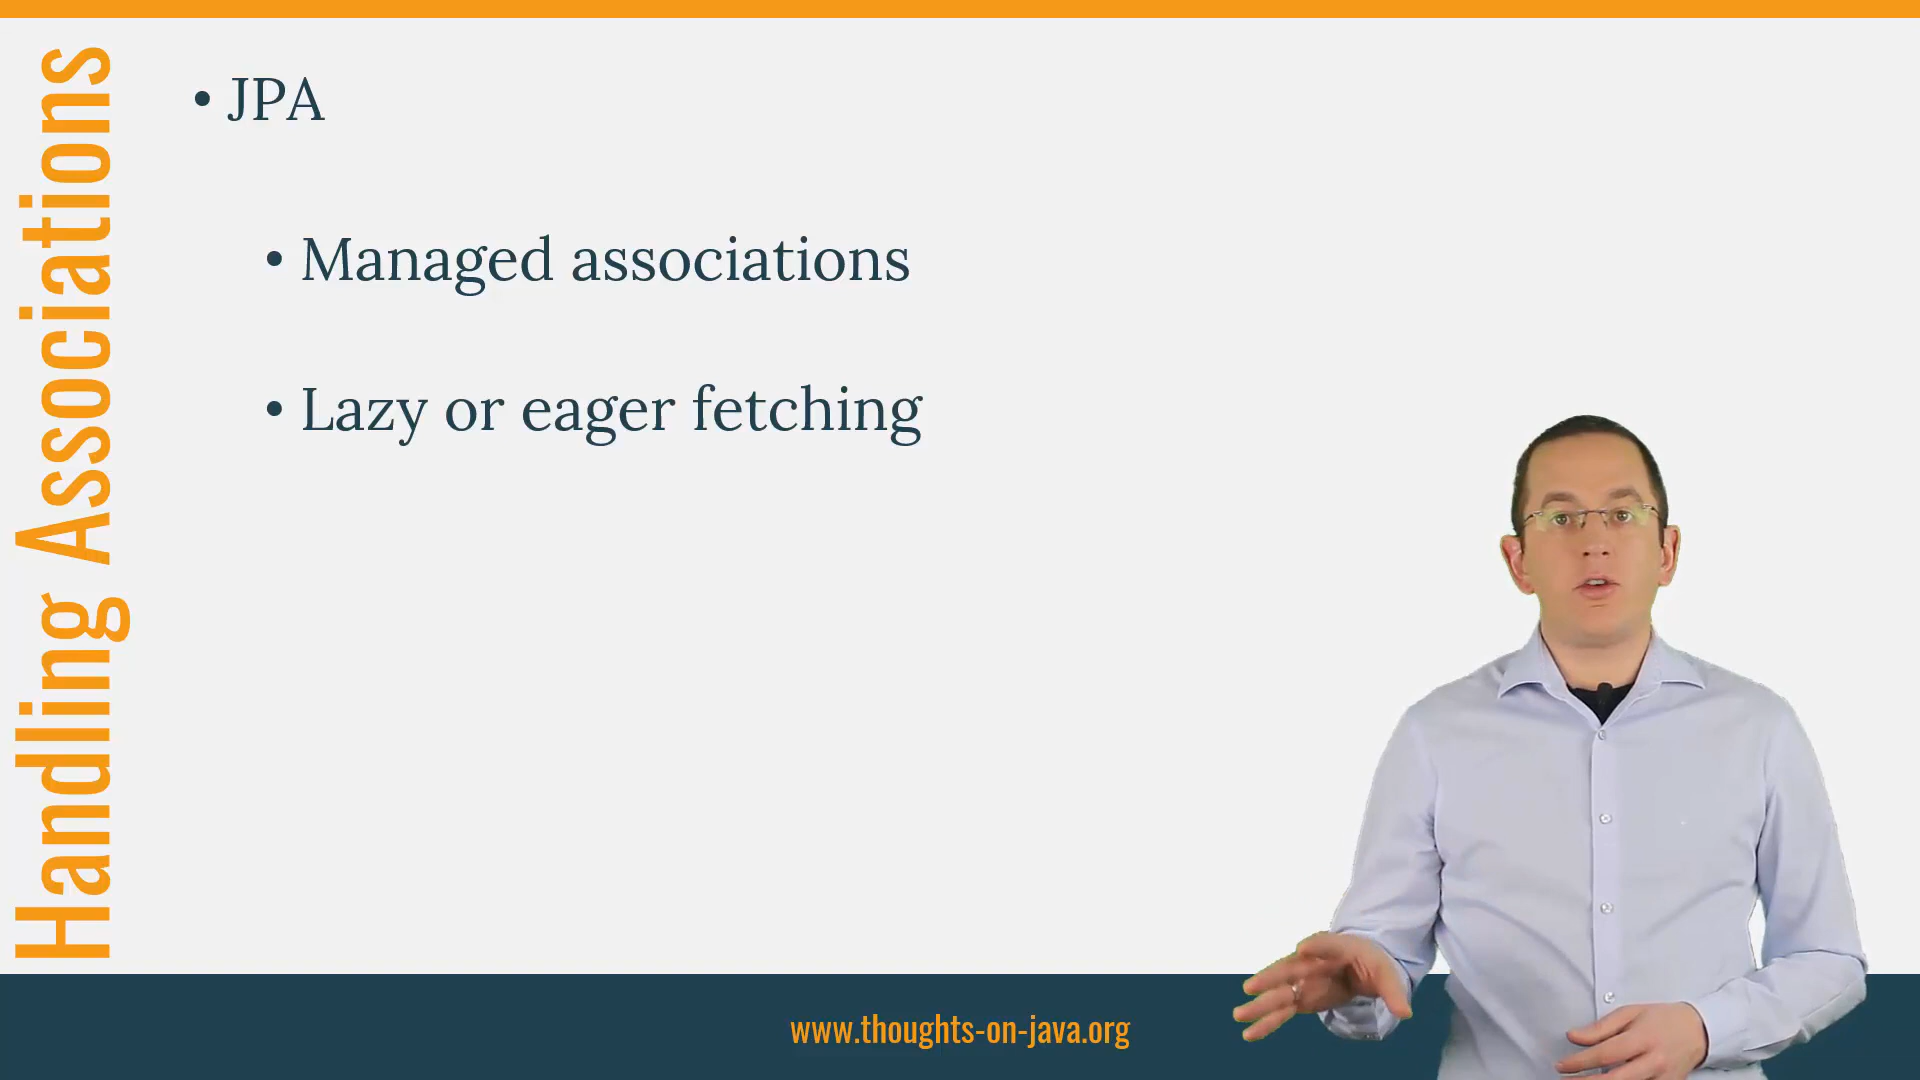 Handling Associations
• JPA
• Managed associations
• Lazy or eager fetching
www.thoughts-on-java.org